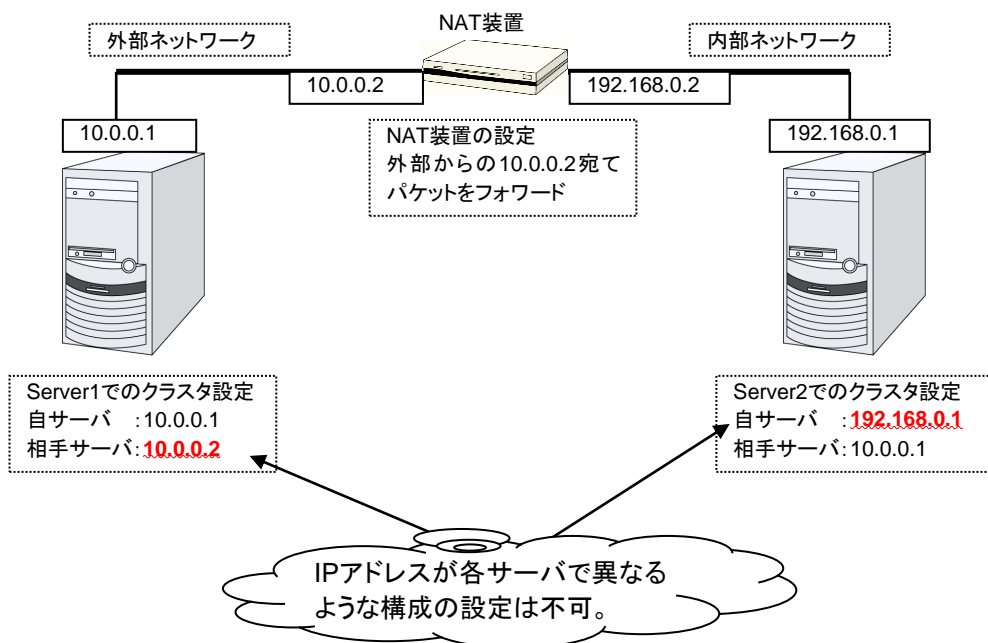 NAT装置
外部ネットワーク
内部ネットワーク
10.0.0.2
192.168.0.2
10.0.0.1
192.168.0.1
NAT装置の設定
外部からの10.0.0.2宛て
パケットをフォワード
Server1でのクラスタ設定
自サーバ :10.0.0.1
相手サーバ:10.0.0.2
Server2でのクラスタ設定
自サーバ :192.168.0.1
相手サーバ:10.0.0.1
IPアドレスが各サーバで異なる
ような構成の設定は不可。